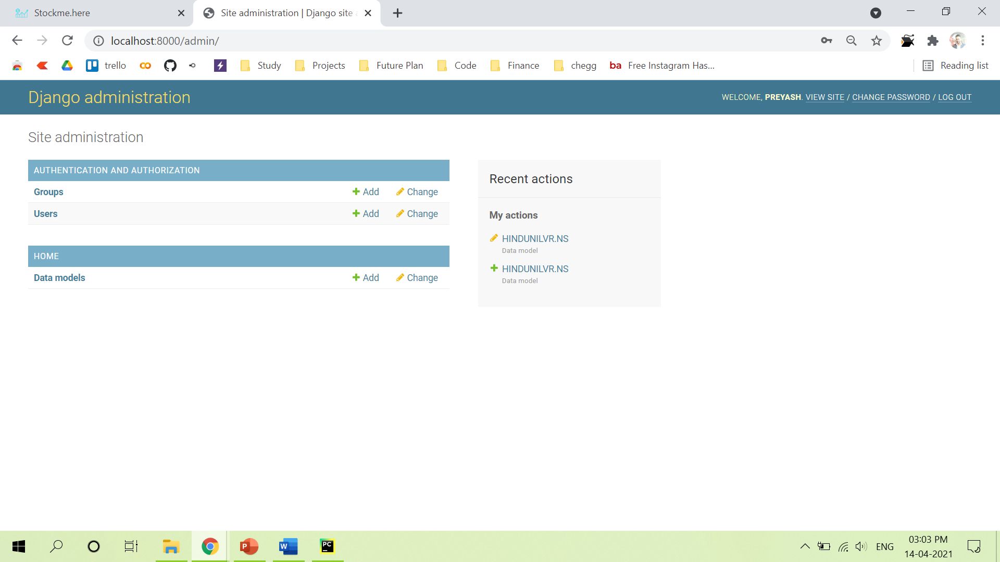 Stockme.here
Site administration | Django site
localhost:8000/admin/
trello
Study
Projects
Future Plan
Code
Finance
chegg
ba Free Instagram Has...
Reading list
Django administration
WELCOME, PREYASH. VIEW SITE / CHANGE PASSWORD / LOG OUT
Site administration
AUTHENTICATION AND AUTHORIZATION
Groups Add Change
Users Add Change
HOME
Data models Add Change
Recent actions
My actions
HINDUNILVR.NS
Data model
HINDUNILVR.NS
Data model
P
W
PC
ENG
03:03 PM
14-04-2021